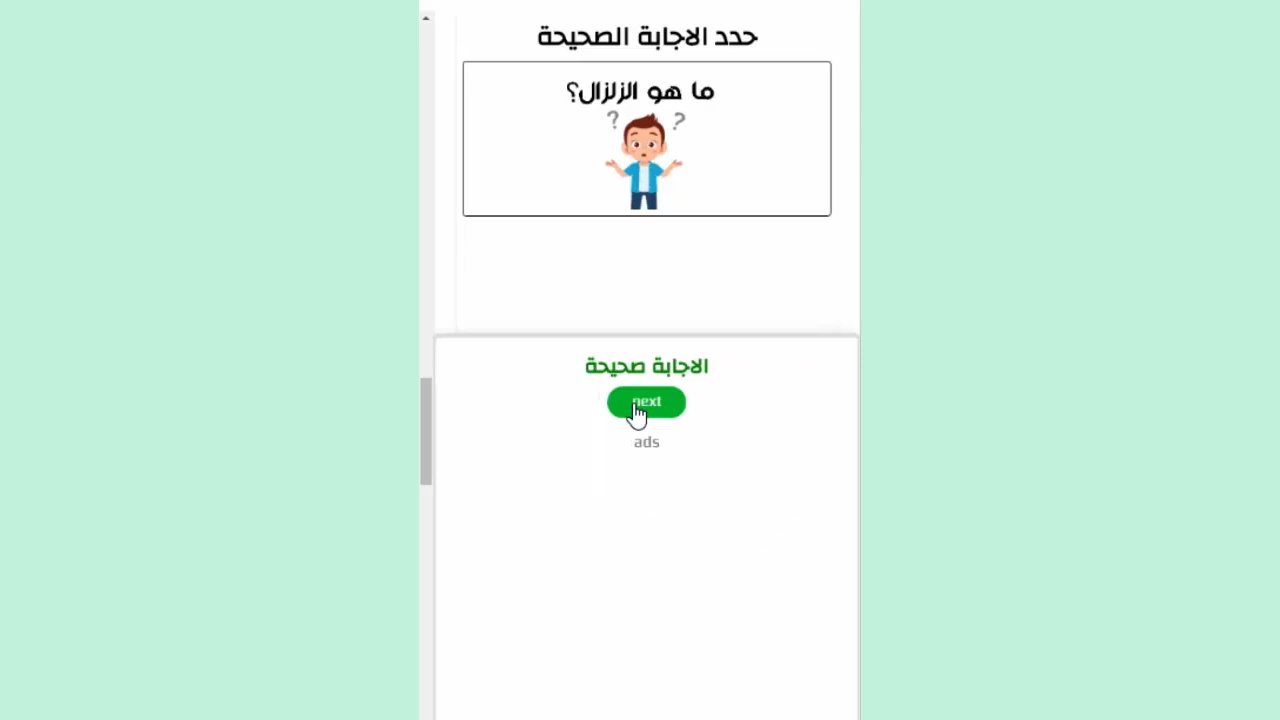 حدد الاجابة الصحيحة
ما هو الزلزال؟
? ?
الاجابة صحيحة
next
ads